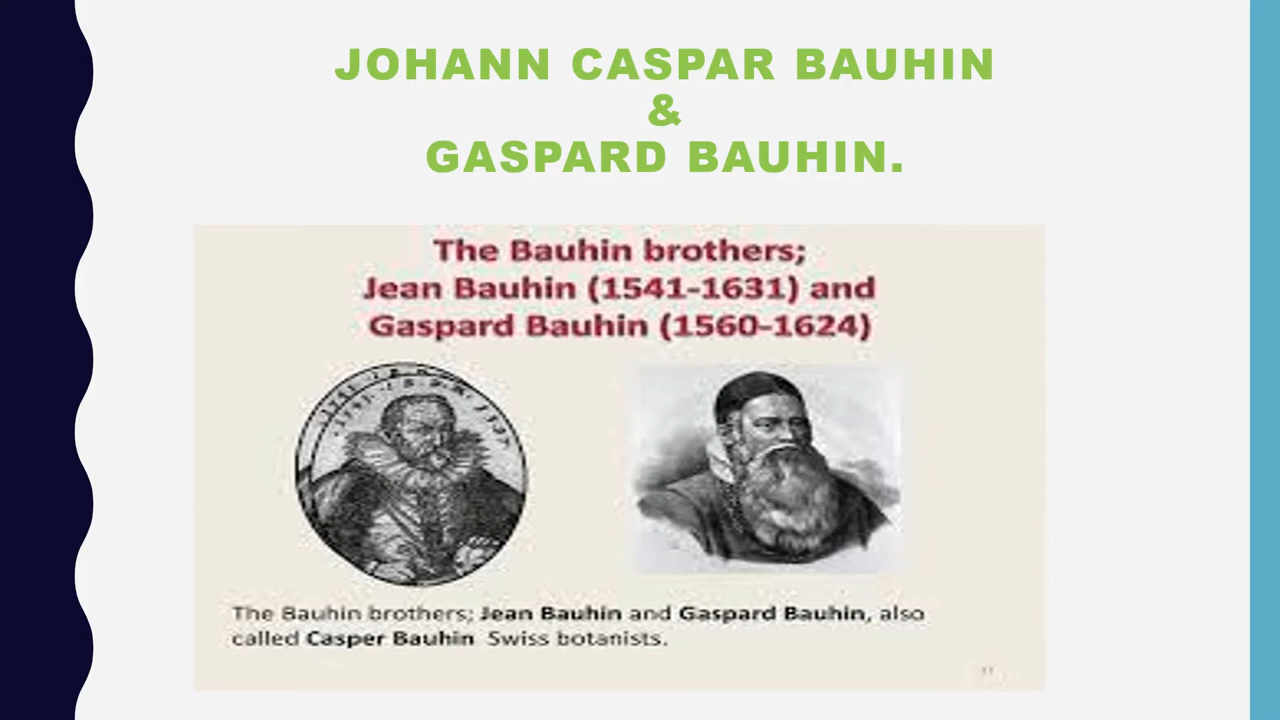 JOHANN CASPAR BAUHIN
&
GASPARD BAUHIN.
The Bauhin brothers;
Jean Bauhin (1541-1631) and
Gaspard Bauhin (1560-1624)
The Bauhin brothers; Jean Bauhin and Gaspard Bauhin, also
called Casper Bauhin Swiss botanists.